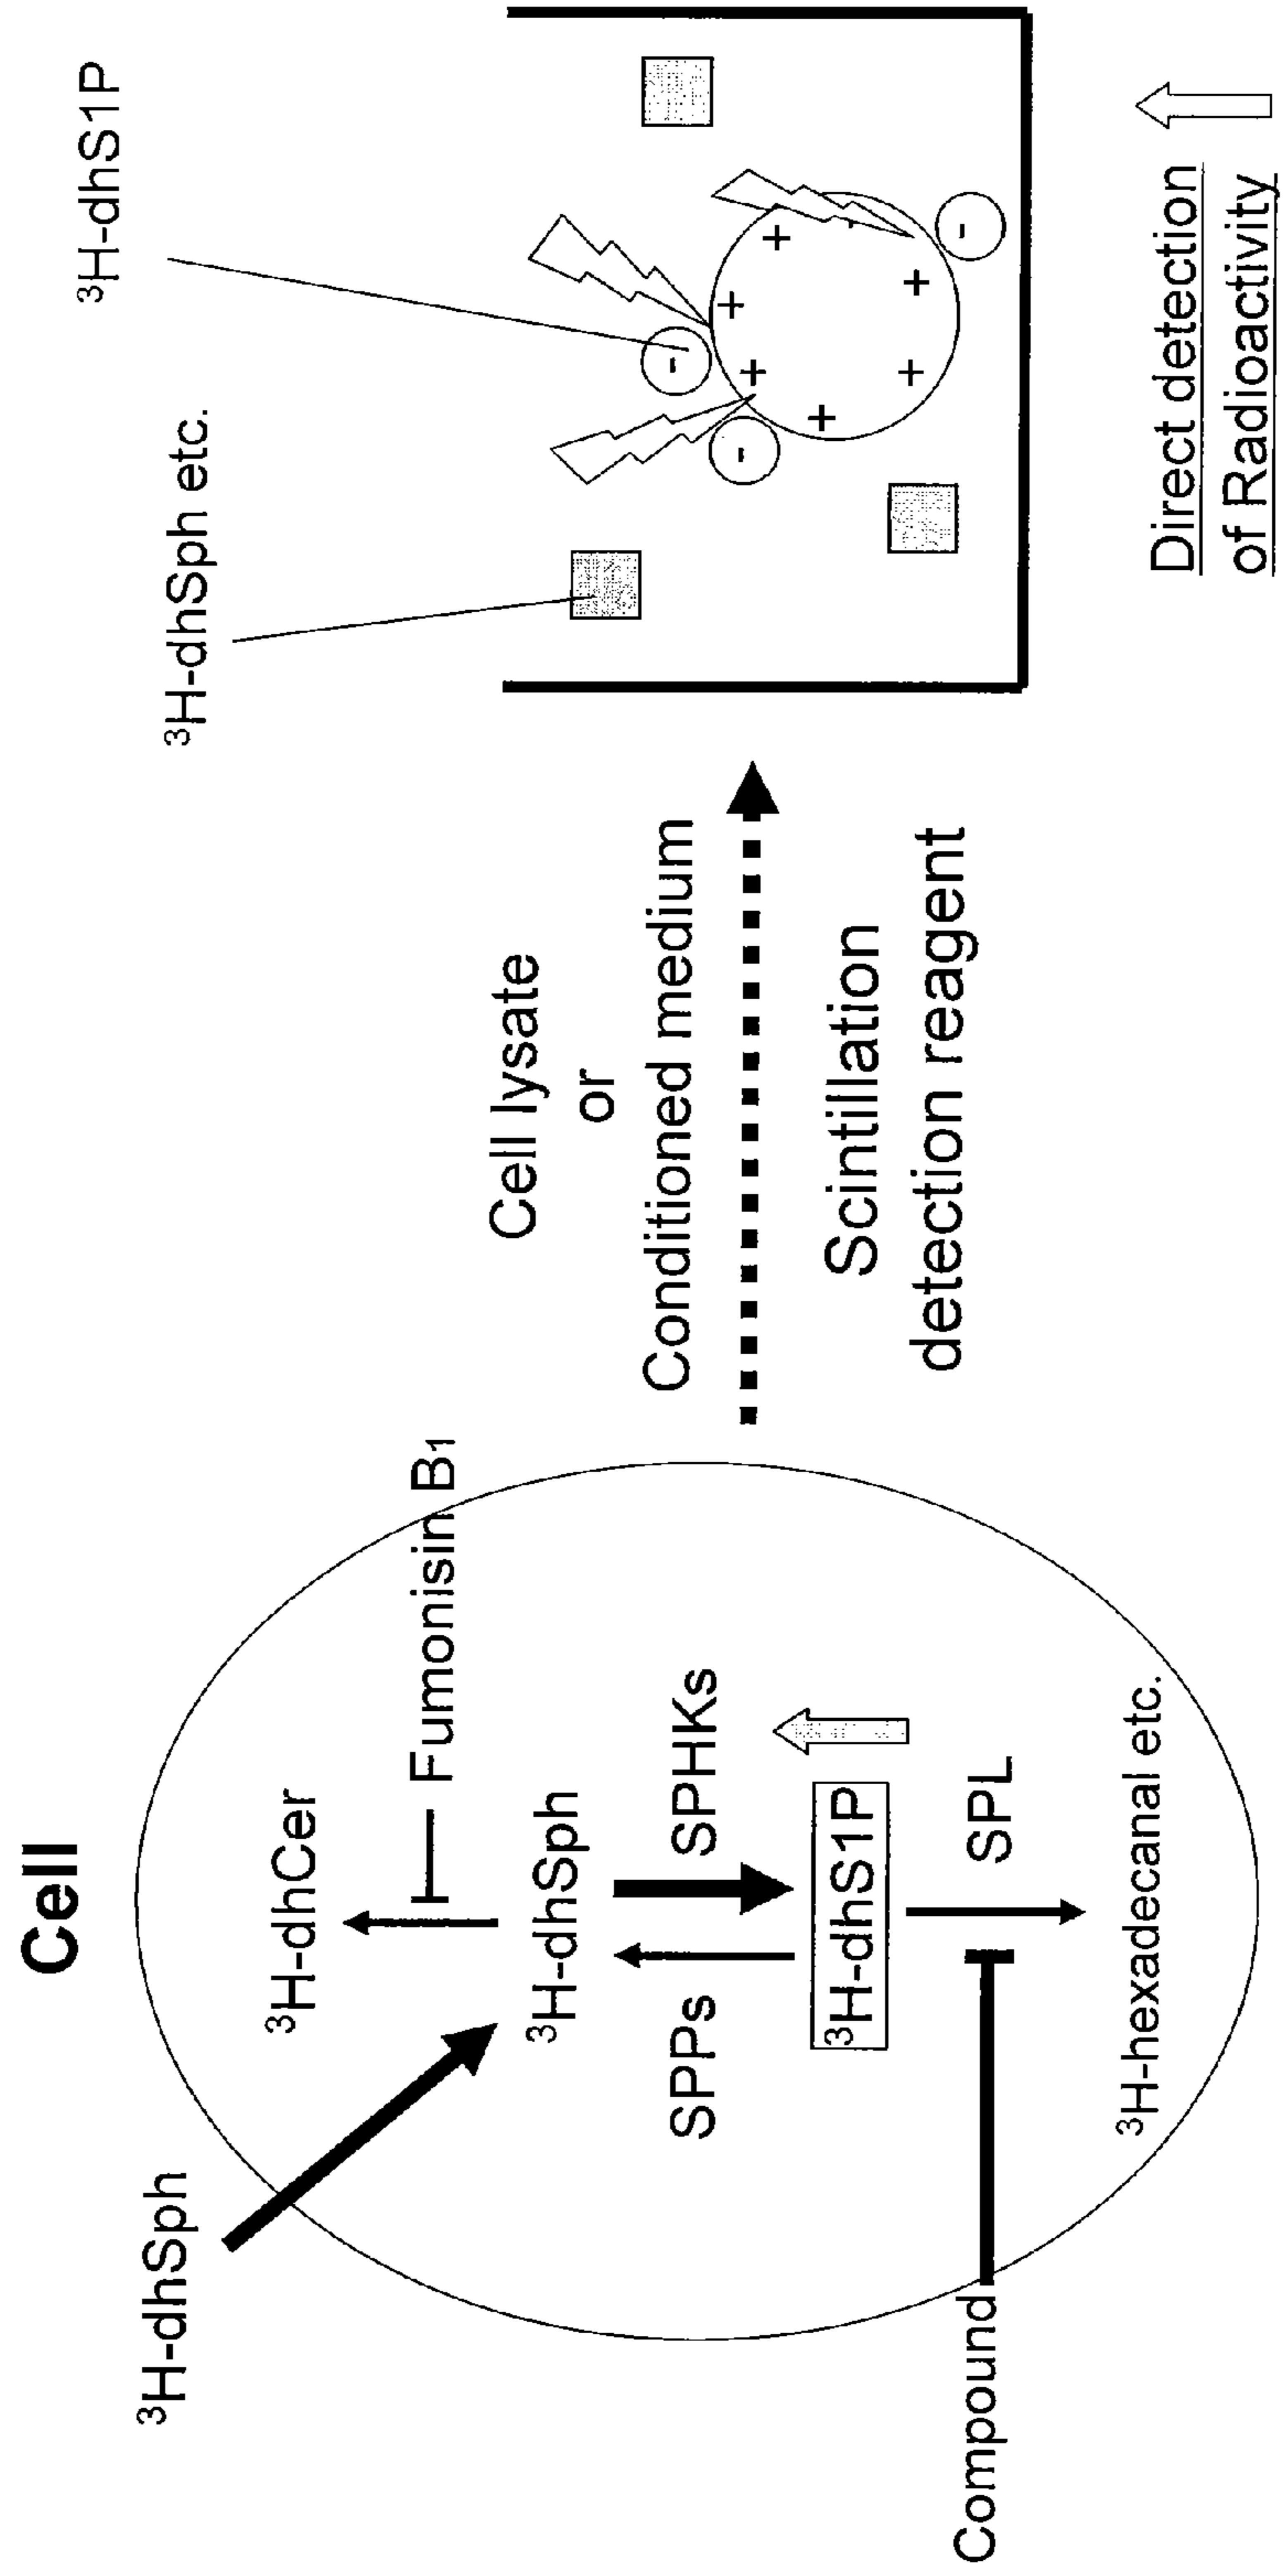 Cell
³H-dhSph
³H-dhCer
Fumonisin B₁
³H-dhSph
SPPs
SPHKs
³H-dhS1P
Compound
SPL
³H-hexadecanal etc.
Cell lysate
or
Conditioned medium
Scintillation
detection reagent
³H-dhSph etc.
³H-dhS1P
-
-
-
+
+
+
+
+
+
Direct detection
of Radioactivity